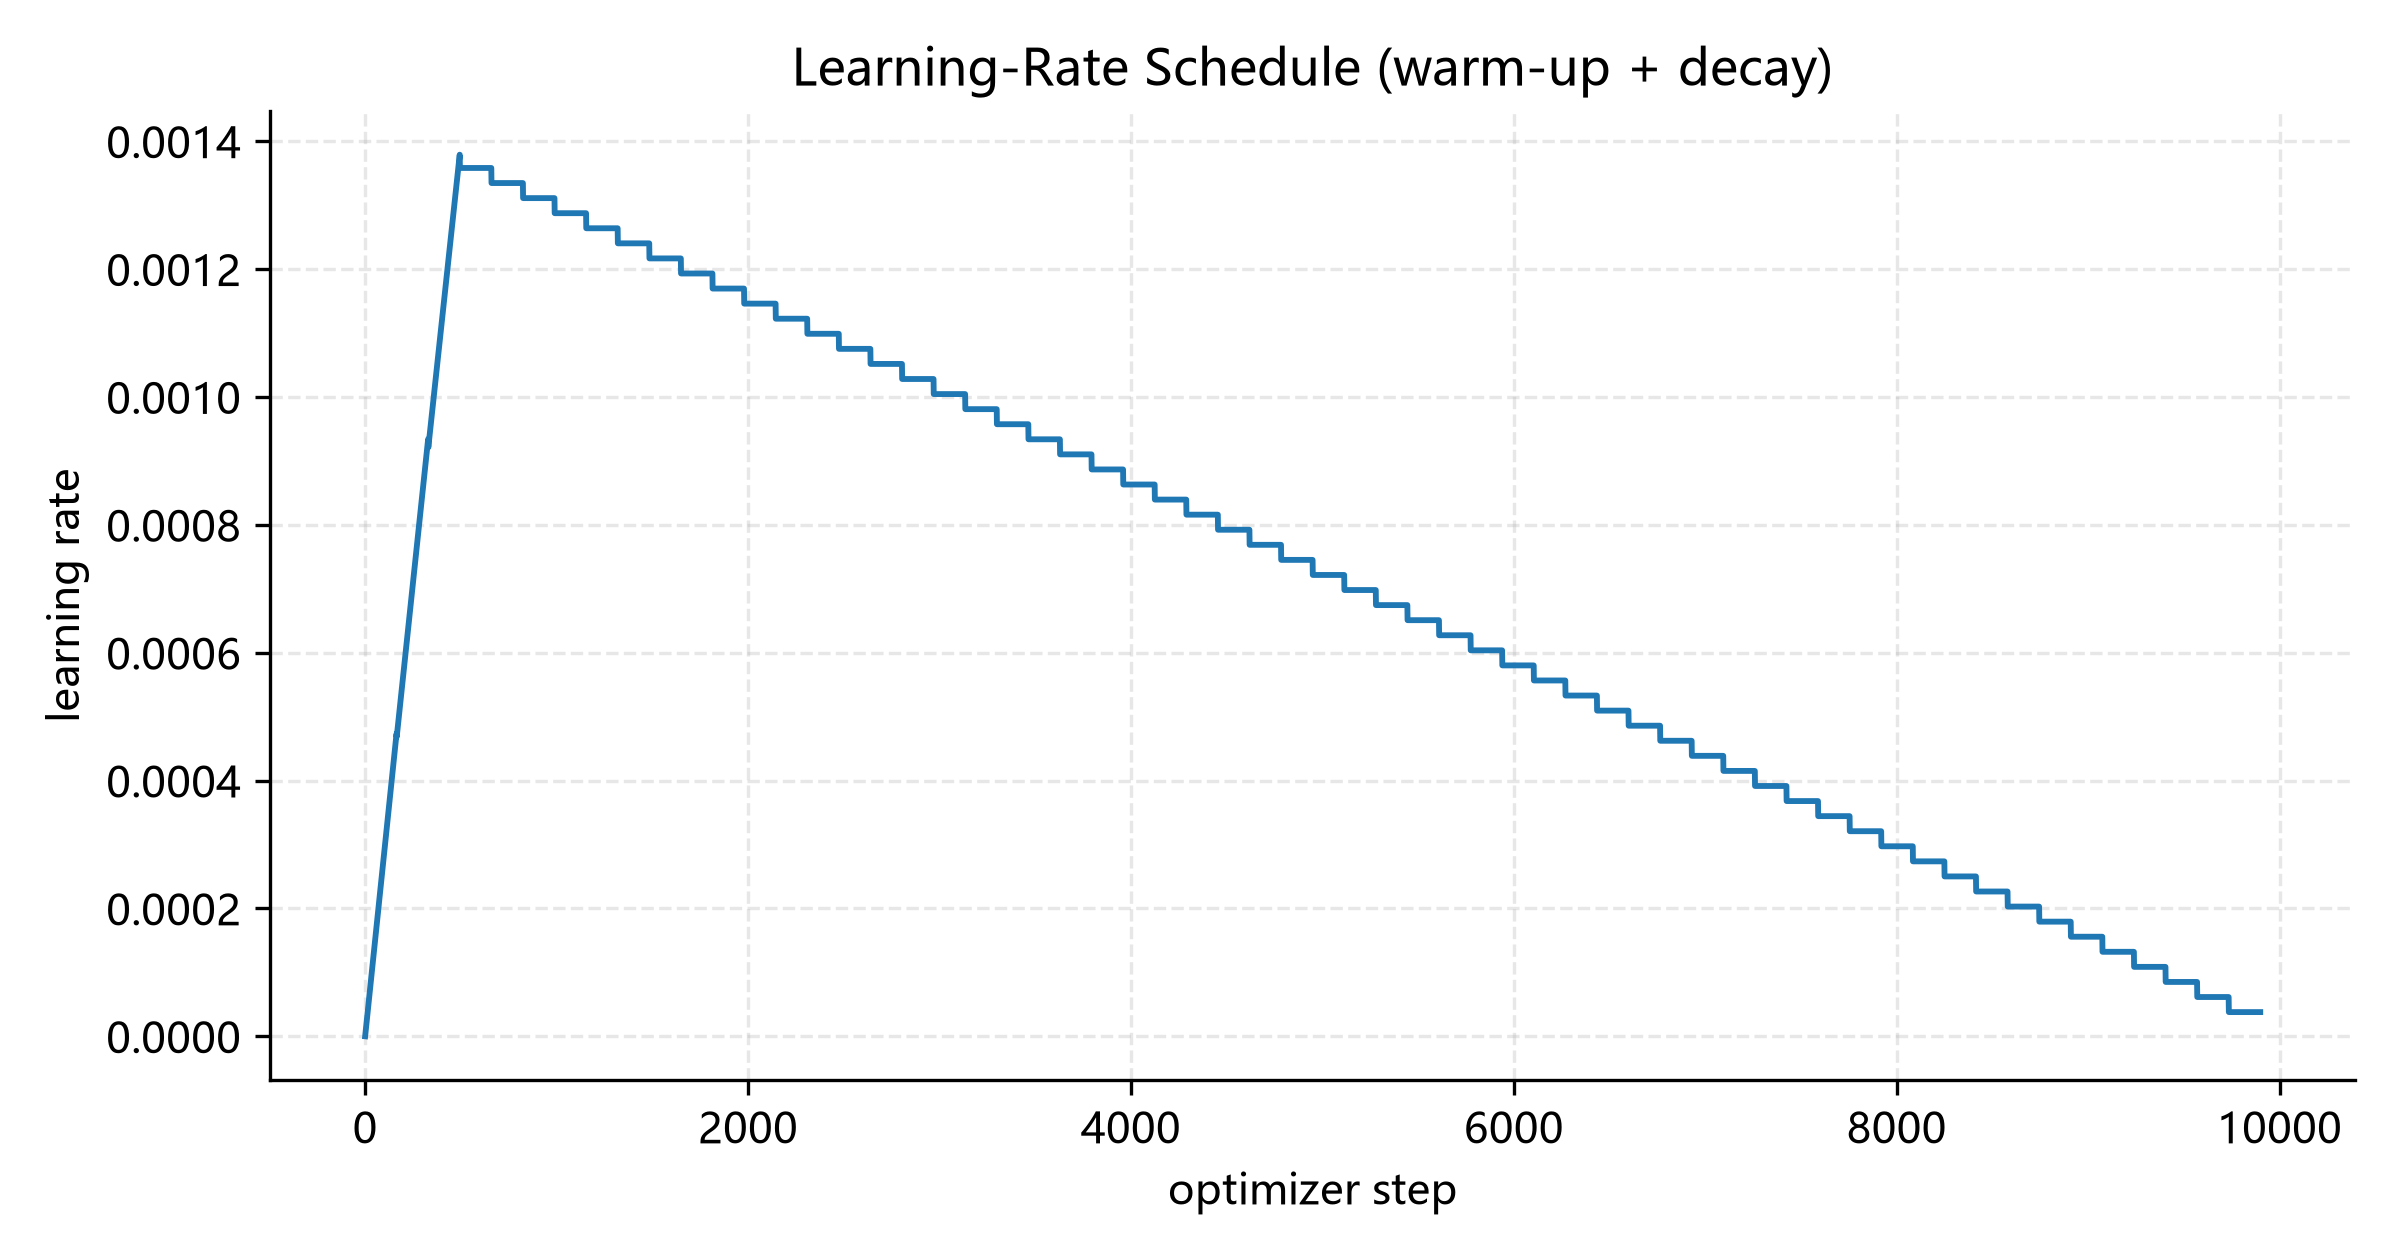 Learning-Rate Schedule (warm-up + decay)
0.0014
0.0012
0.0010
0.0008
0.0006
0.0004
0.0002
0.0000
learning rate
0 2000 4000 6000 8000 10000
optimizer step